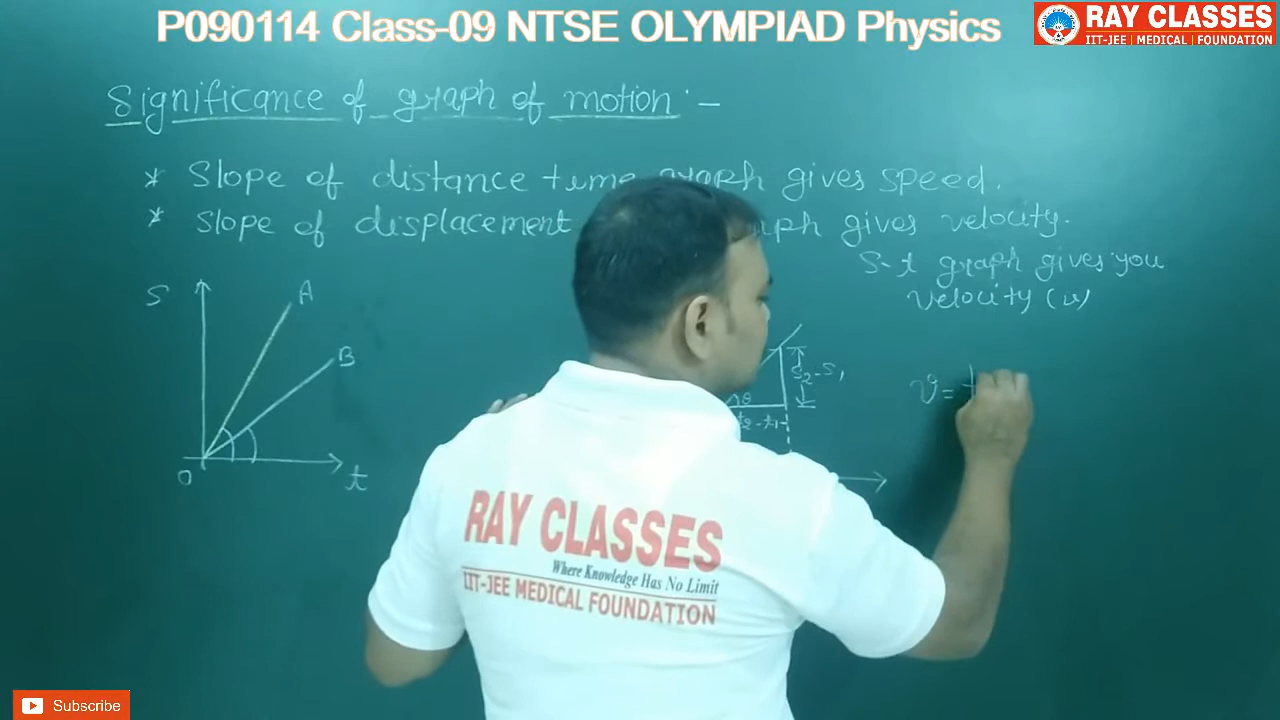 P090114 Class-09 NTSE OLYMPIAD Physics
RAY CLASSES
IIT-JEE | MEDICAL | FOUNDATION
Significance of graph of motion :-
* Slope of distance time graph gives speed.
* Slope of displacement graph gives velocity.
S-t graph gives you
velocity (v)
S
A
B
O
t
θ
S2-S1
t2-t1
v = t
RAY CLASSES
Where Knowledge Has No Limit
IIT-JEE MEDICAL FOUNDATION
Subscribe